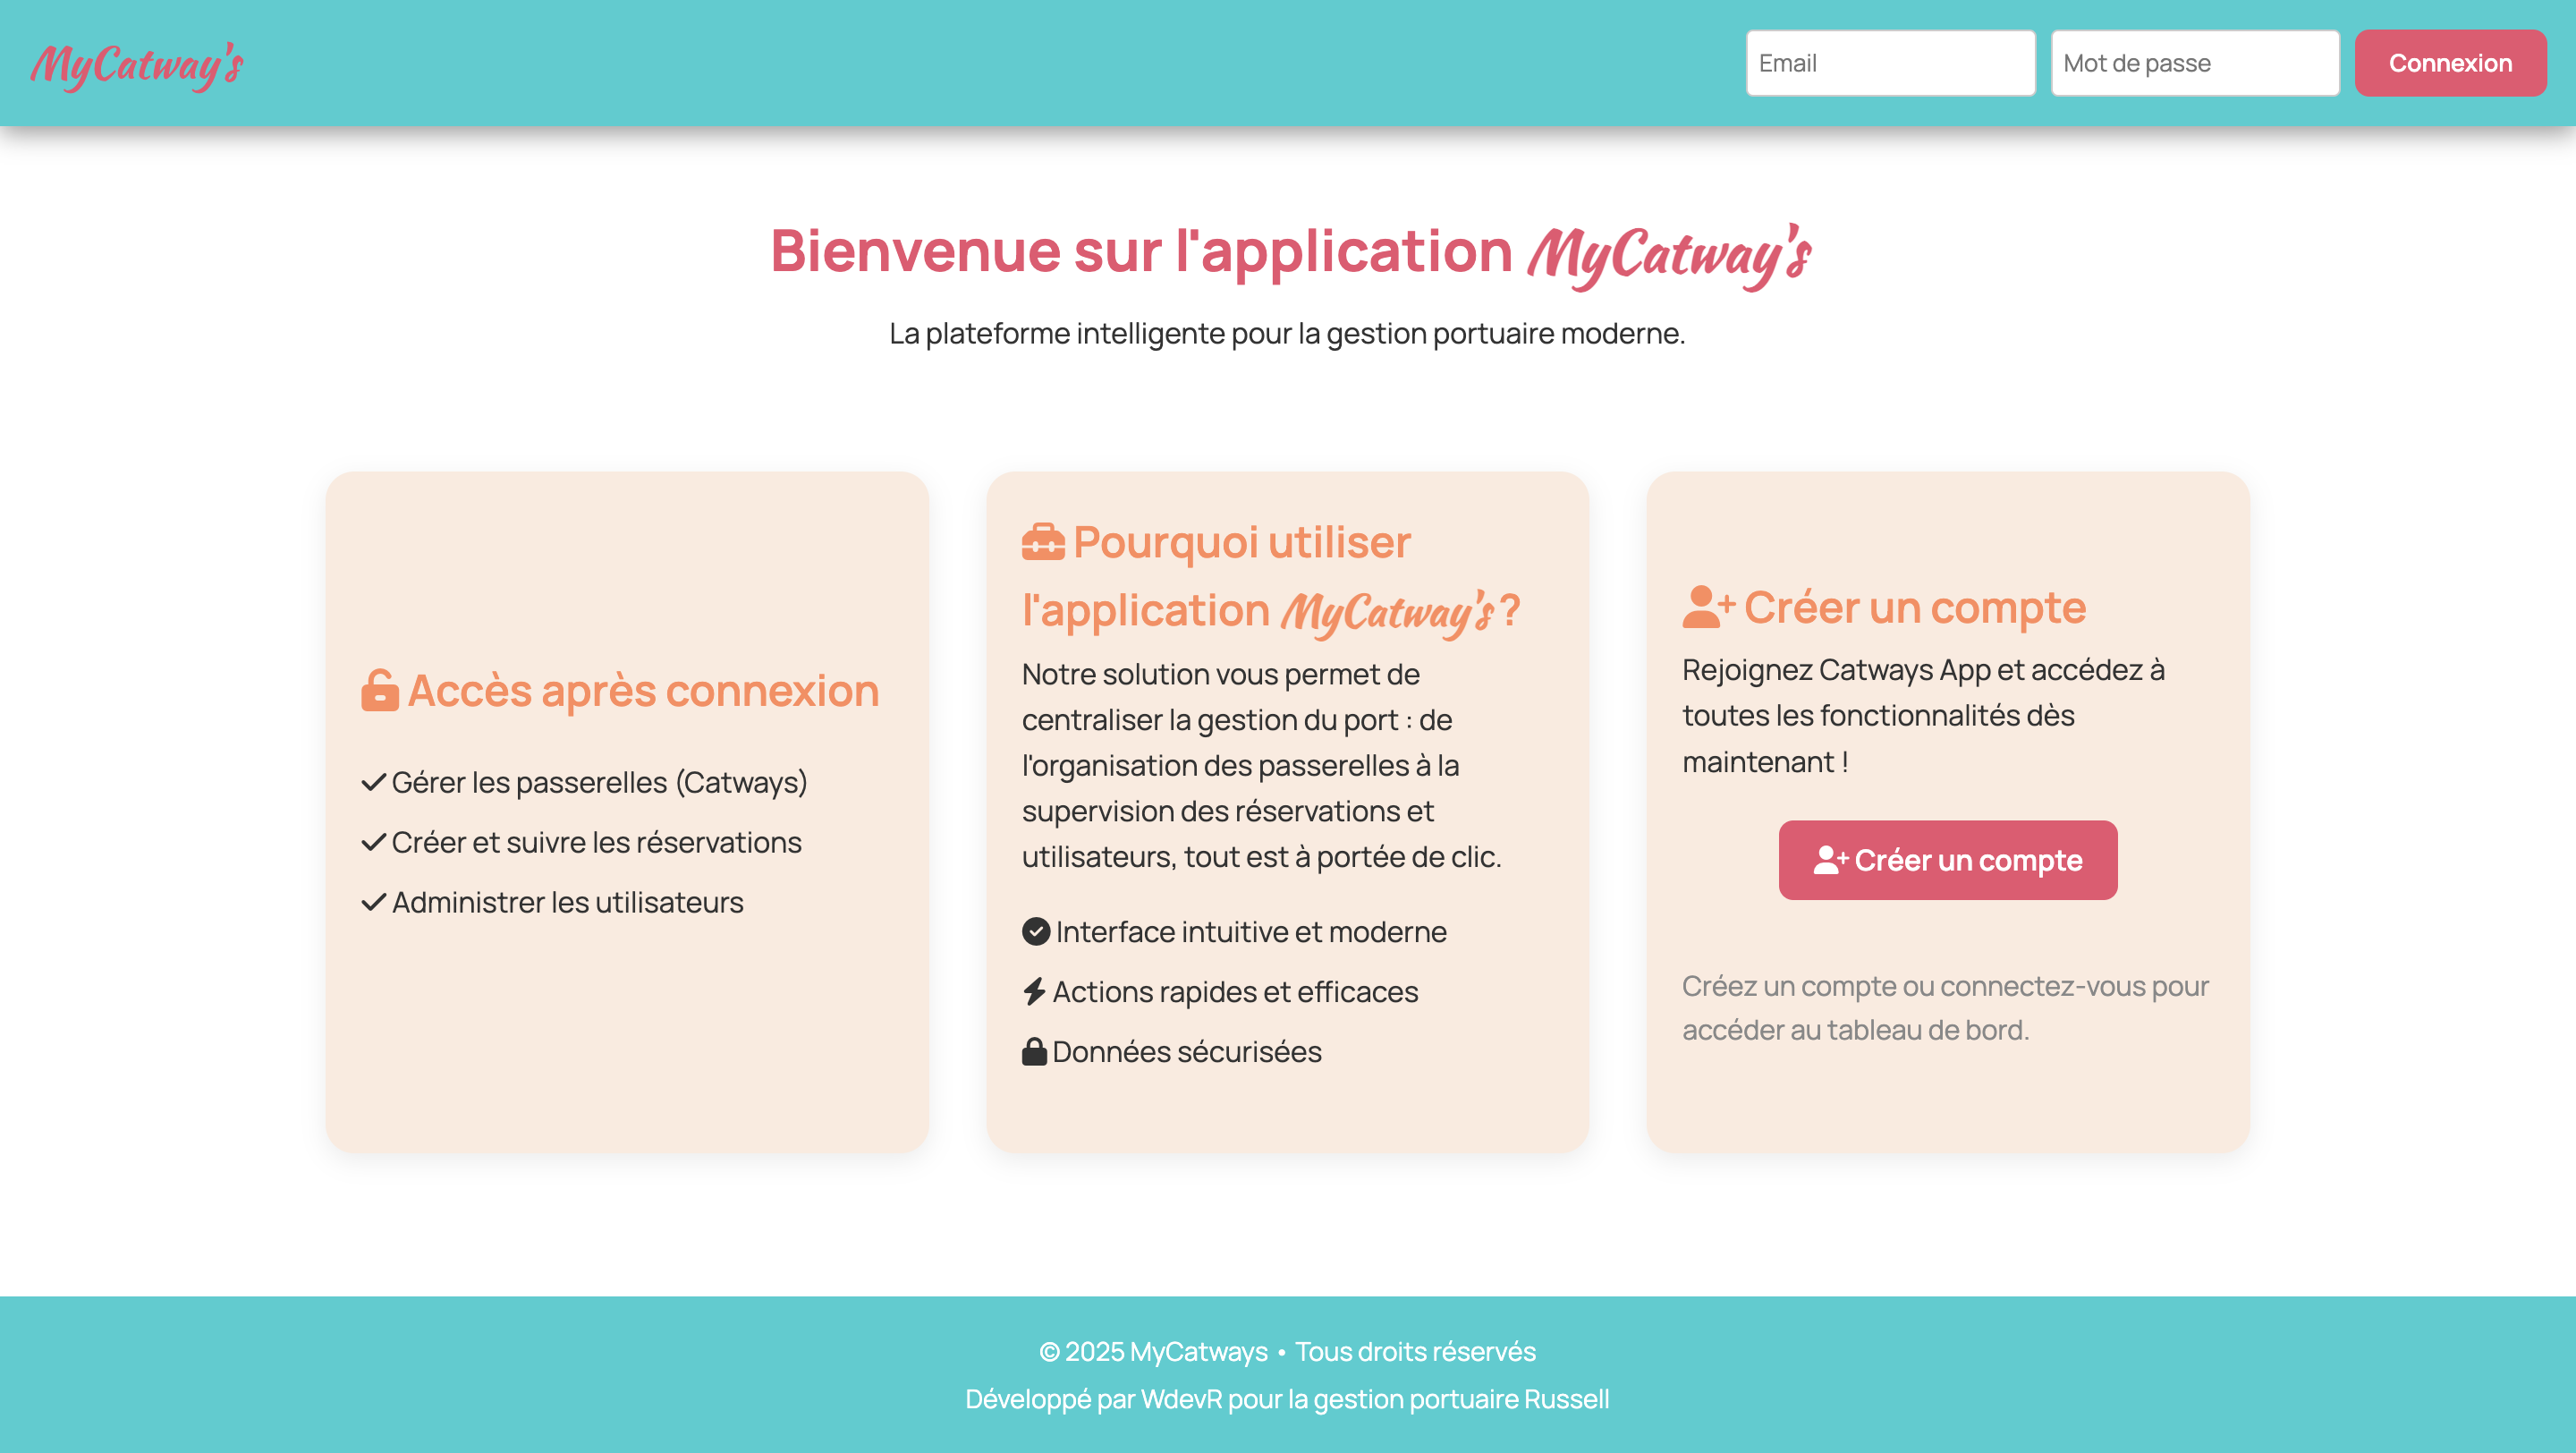 MyCatway's
Email
Mot de passe
Connexion
Bienvenue sur l'application MyCatway's
La plateforme intelligente pour la gestion portuaire moderne.
Accès après connexion
Gérer les passerelles (Catways)
Créer et suivre les réservations
Administrer les utilisateurs
Pourquoi utiliser
l'application MyCatway's ?
Notre solution vous permet de
centraliser la gestion du port : de
l'organisation des passerelles à la
supervision des réservations et
utilisateurs, tout est à portée de clic.
Interface intuitive et moderne
Actions rapides et efficaces
Données sécurisées
Créer un compte
Rejoignez Catways App et accédez à
toutes les fonctionnalités dès
maintenant !
Créer un compte
Créez un compte ou connectez-vous pour
accéder au tableau de bord.
© 2025 MyCatways • Tous droits réservés
Développé par WdevR pour la gestion portuaire Russell